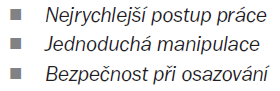 Nejrychlejší postup práce
Jednoduchá manipulace
Bezpečnost při osazování